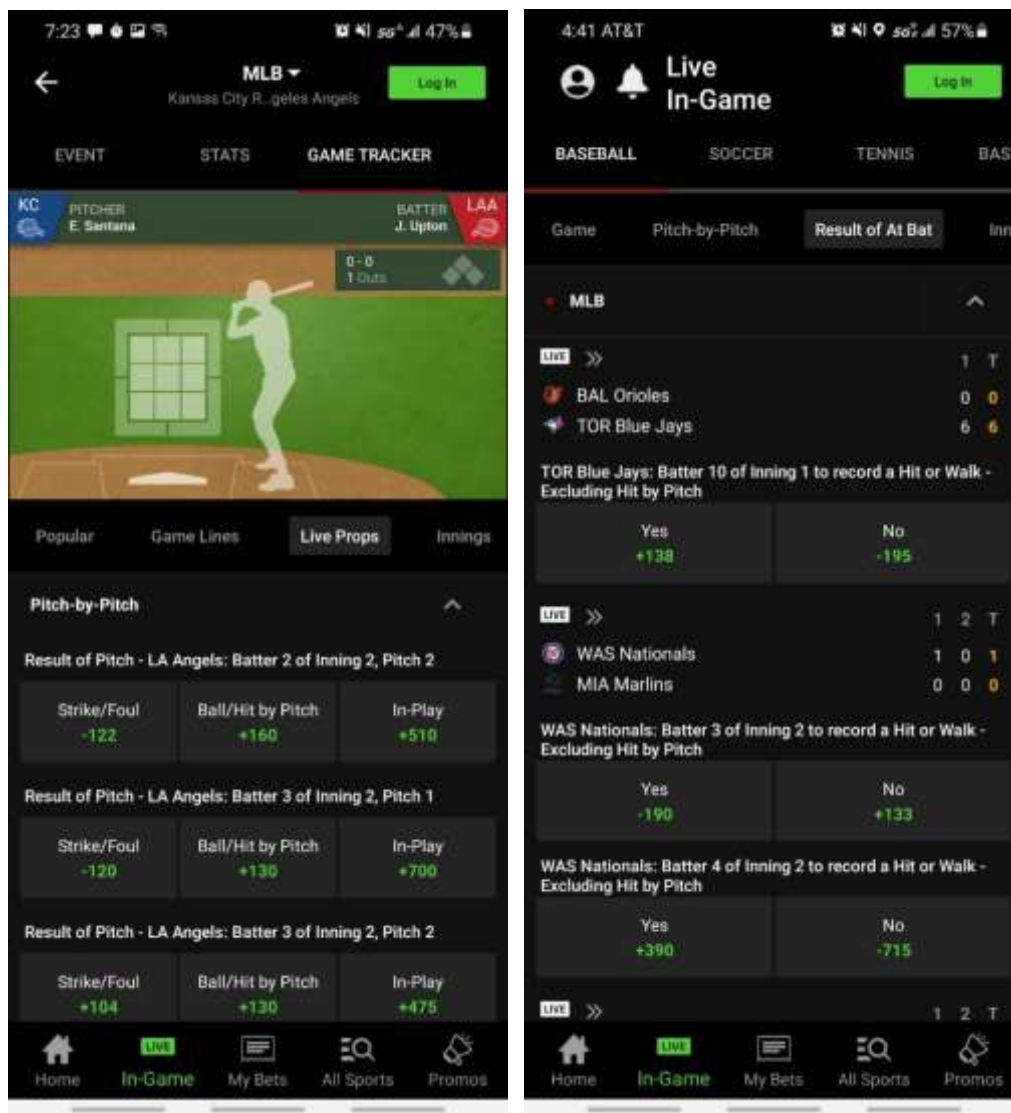 7:23
5G
47%
MLB
Log In
Kansas City R...geles Angels
EVENT STATS GAME TRACKER
KC PITCHER BATTER LAA
E. Santana J. Upton
0 - 0
1 Outs
Popular Game Lines Live Props Innings
Pitch-by-Pitch
Result of Pitch - LA Angels: Batter 2 of Inning 2, Pitch 2
Strike/Foul Ball/Hit by Pitch In-Play
-122 +160 +510
Result of Pitch - LA Angels: Batter 3 of Inning 2, Pitch 1
Strike/Foul Ball/Hit by Pitch In-Play
-120 +130 +700
Result of Pitch - LA Angels: Batter 3 of Inning 2, Pitch 2
Strike/Foul Ball/Hit by Pitch In-Play
+104 +130 +475
LIVE
Home In-Game My Bets All Sports Promos
4:41 AT&T
57%
Live
In-Game
Log In
BASEBALL SOCCER TENNIS BAS
Game Pitch-by-Pitch Result of At Bat Inn
MLB
LIVE 1 T
BAL Orioles 0 0
TOR Blue Jays 6 6
TOR Blue Jays: Batter 10 of Inning 1 to record a Hit or Walk -
Excluding Hit by Pitch
Yes No
+138 -195
LIVE 1 2 T
WAS Nationals 1 0 1
MIA Marlins 0 0 0
WAS Nationals: Batter 3 of Inning 2 to record a Hit or Walk -
Excluding Hit by Pitch
Yes No
-190 +133
WAS Nationals: Batter 4 of Inning 2 to record a Hit or Walk -
Excluding Hit by Pitch
Yes No
+390 -715
LIVE 1 2 T
LIVE
Home In-Game My Bets All Sports Promos